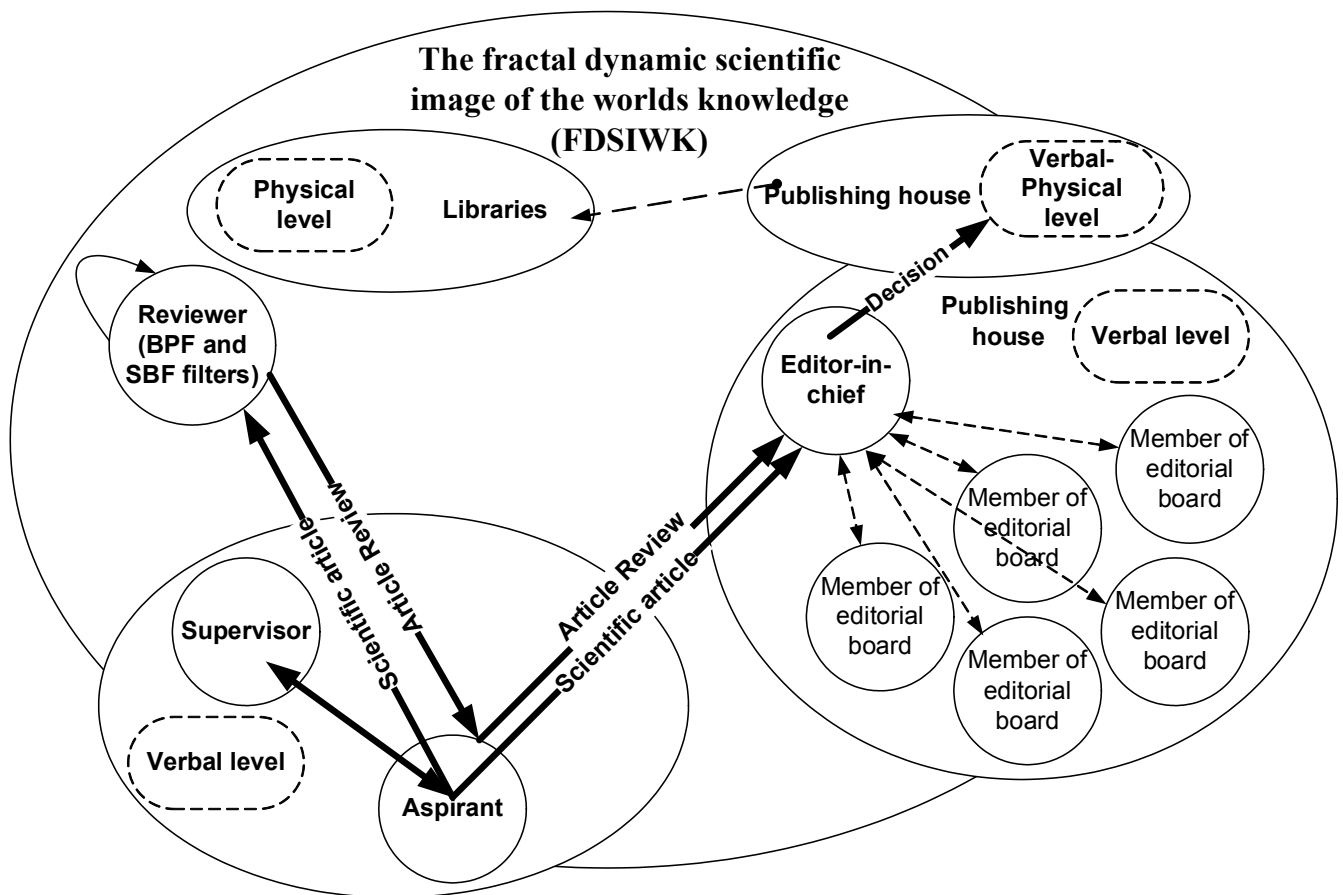 The fractal dynamic scientific
image of the worlds knowledge
(FDSIWK)
Physical
level
Libraries
Publishing house
Verbal-
Physical
level
Decision
Reviewer
(BPF and
SBF filters)
Publishing
house
Verbal level
Editor-in-
chief
Member of
editorial
board
Member of
editorial
board
Member of
editorial
board
Member of
editorial
board
Member of
editorial
board
Article Review
Scientific article
Article Review
Scientific article
Supervisor
Verbal level
Aspirant